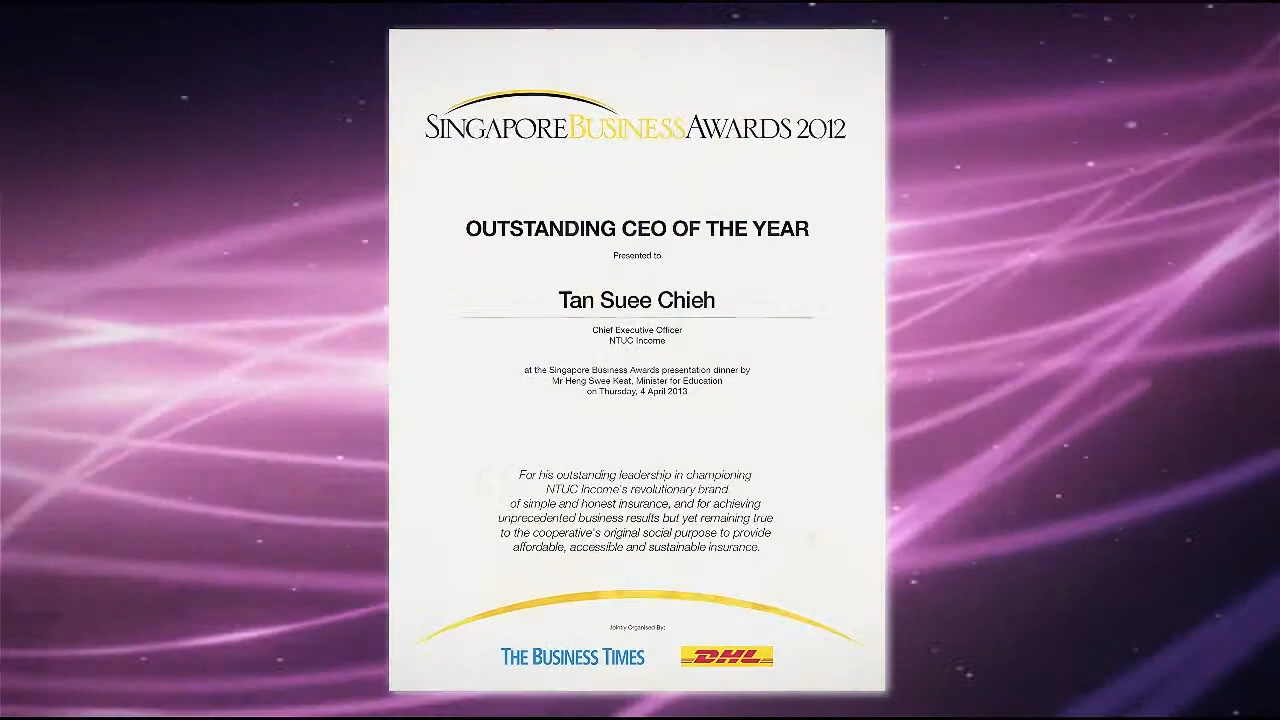 SINGAPOREBUSINESSAWARDS 2012
OUTSTANDING CEO OF THE YEAR
Presented to
Tan Suee Chieh
Chief Executive Officer
NTUC Income
at the Singapore Business Awards presentation dinner by
Mr Heng Swee Keat, Minister for Education
on Thursday, 4 April 2013
“ For his outstanding leadership in championing
NTUC Income's revolutionary brand
of simple and honest insurance, and for achieving
unprecedented business results but yet remaining true
to the cooperative's original social purpose to provide
affordable, accessible and sustainable insurance.
Jointly Organised By:
THE BUSINESS TIMES DHL